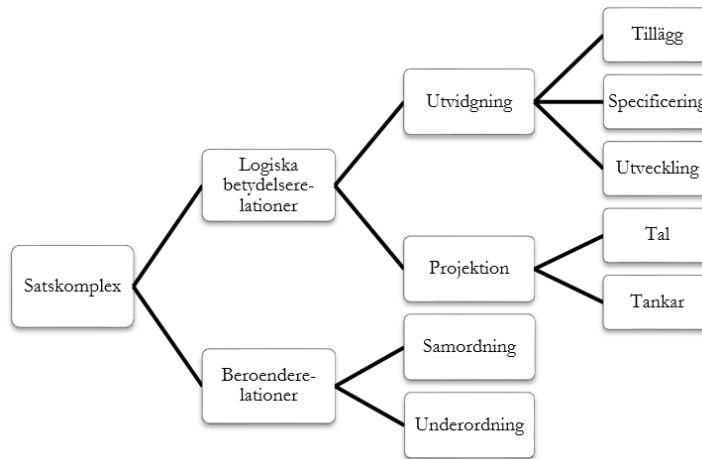 Satskomplex
Logiska
betydelsere-
lationer
Utvidgning
Tillägg
Specificering
Utveckling
Projektion
Tal
Tankar
Beroendere-
lationer
Samordning
Underordning